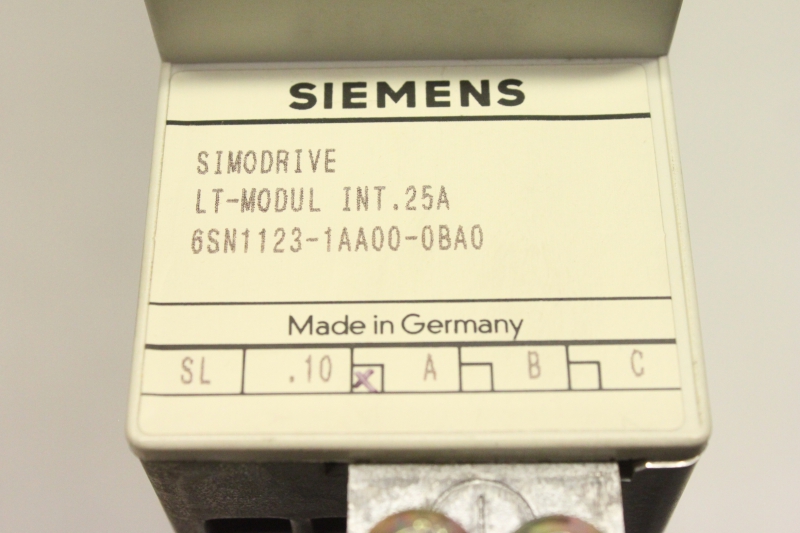 SIEMENS
SIMODRIVE
LT-MODUL INT.25A
6SN1123-1AA00-0BA0
Made in Germany
SL .10 x A B C